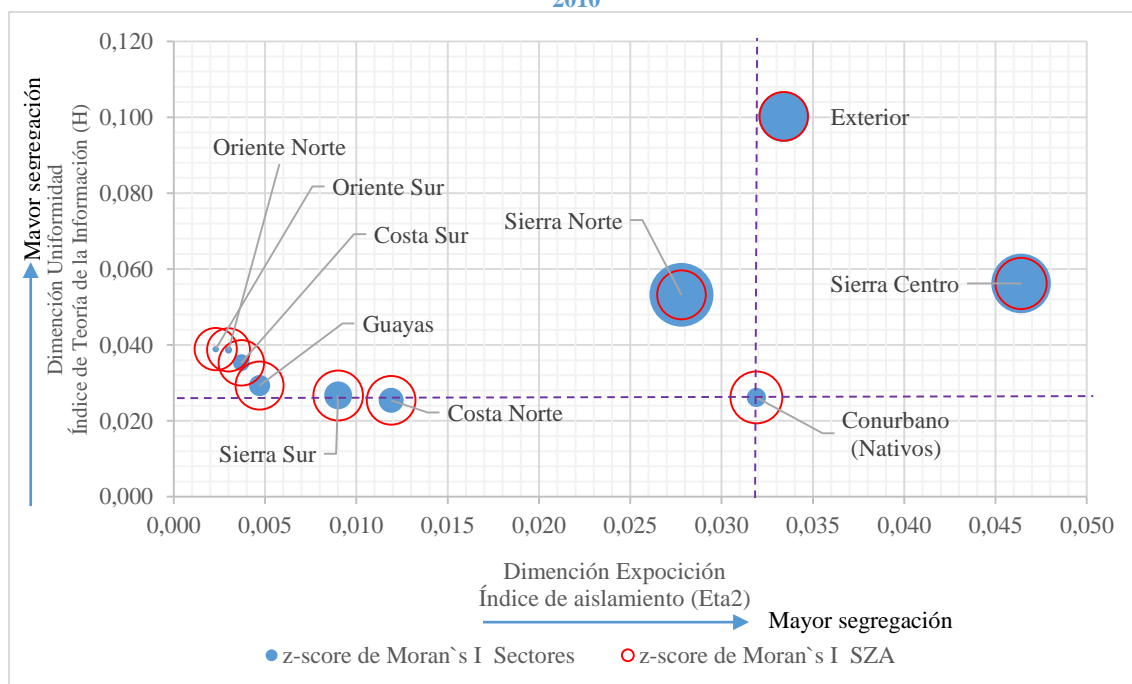 2010
0,120
0,100
0,080
0,060
0,040
0,020
0,000
Mayor segregación
Dimención Uniformidad
Índice de Teoría de la Información (H)
Oriente Norte
Oriente Sur
Costa Sur
Guayas
Sierra Sur
Costa Norte
Sierra Norte
Exterior
Sierra Centro
Conurbano
(Nativos)
0,000 0,005 0,010 0,015 0,020 0,025 0,030 0,035 0,040 0,045 0,050
Dimención Expocición
Índice de aislamiento (Eta2)
Mayor segregación
z-score de Moran`s I Sectores
z-score de Moran`s I SZA